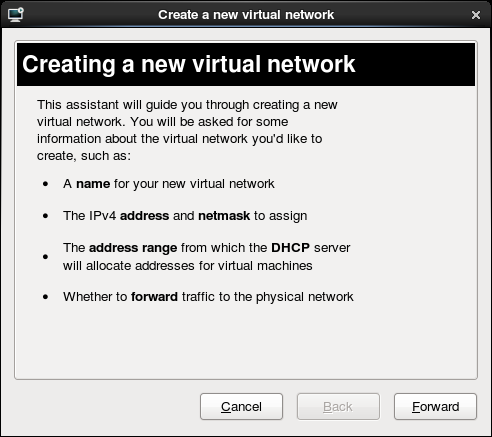 Create a new virtual network
Creating a new virtual network
This assistant will guide you through creating a new
virtual network. You will be asked for some
information about the virtual network you'd like to
create, such as:
• A name for your new virtual network
• The IPv4 address and netmask to assign
• The address range from which the DHCP server
will allocate addresses for virtual machines
• Whether to forward traffic to the physical network
Cancel
Back
Forward